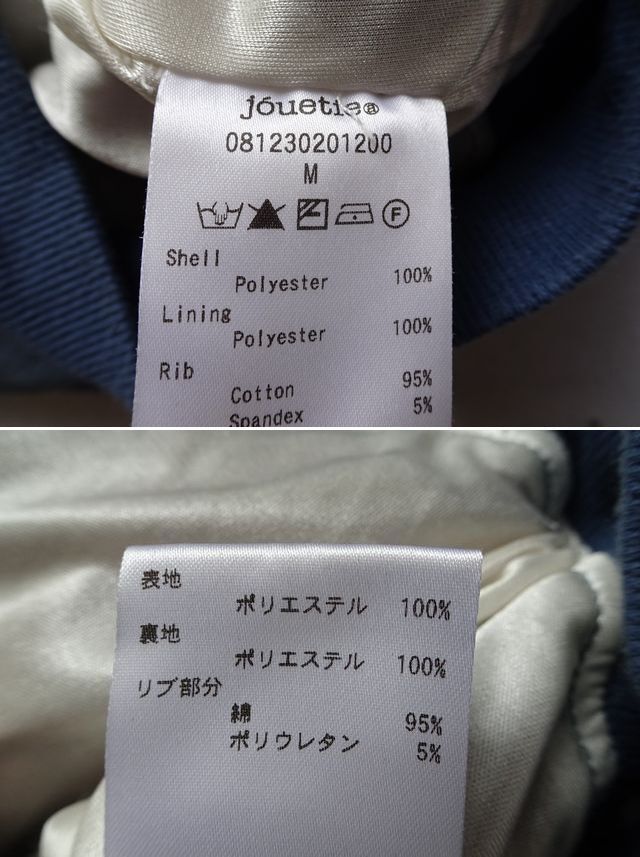 jóuetie®
081230201200
M
F
Shell
Polyester 100%
Lining
Polyester 100%
Rib
Cotton 95%
Spandex 5%
表地
ポリエステル 100%
裏地
ポリエステル 100%
リブ部分
綿 95%
ポリウレタン 5%